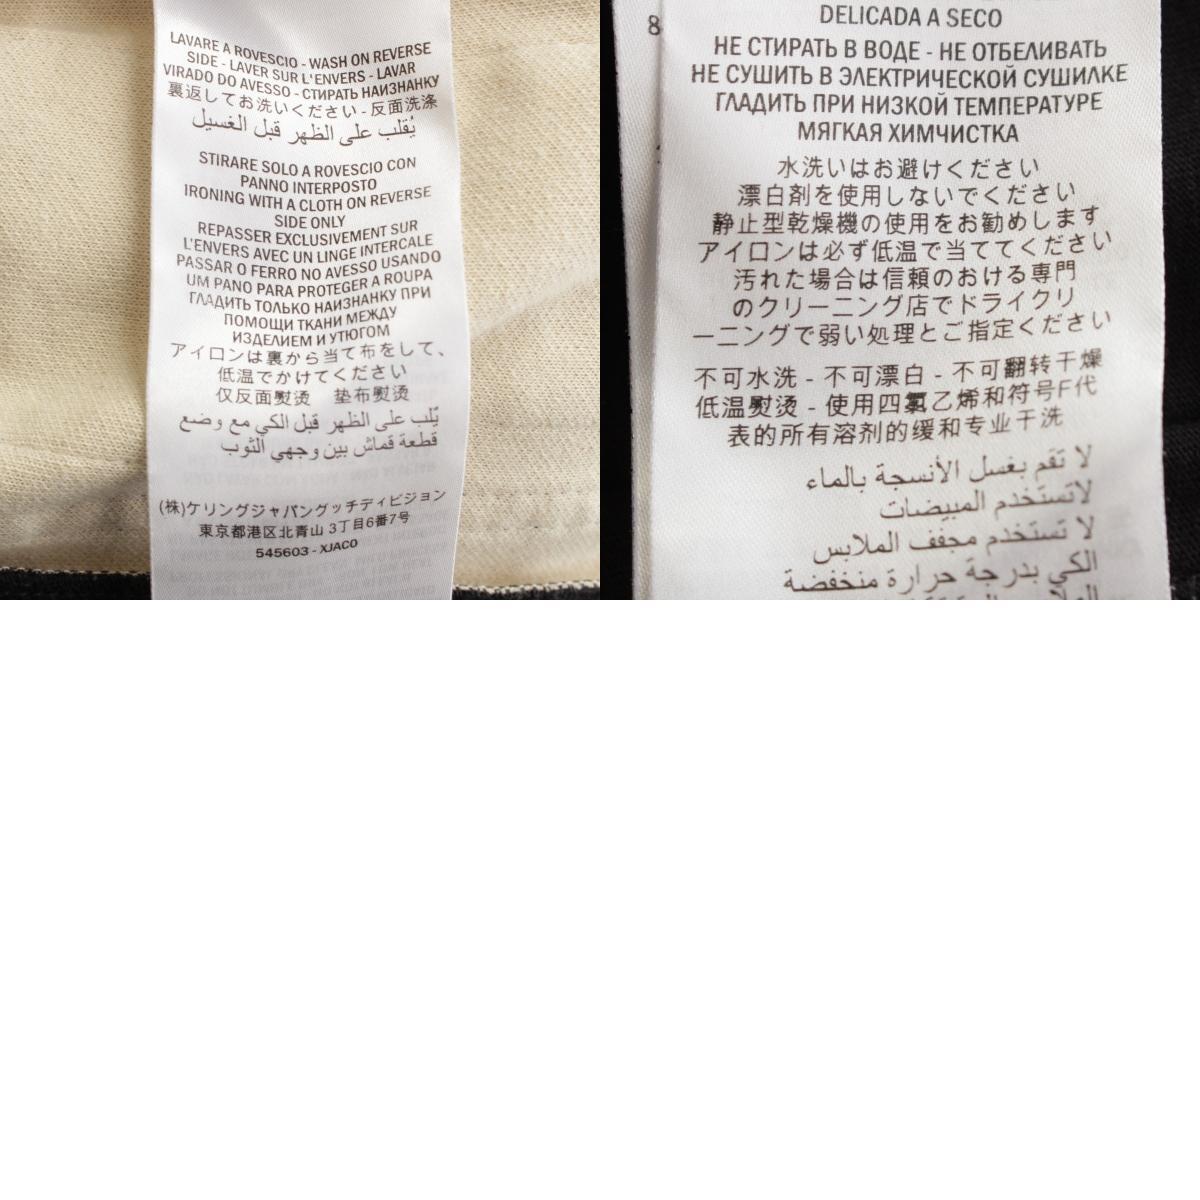 LAVARE A ROVESCIO - WASH ON REVERSE
SIDE - LAVER SUR L'ENVERS - LAVAR
VIRADO DO AVESSO - СТИРАТЬ НАИЗНАНКУ
裏返してお洗いください - 反面洗涤
يُقلب على الظهر قبل الغسيل
STIRARE SOLO A ROVESCIO CON
PANNO INTERPOSTO
IRONING WITH A CLOTH ON REVERSE
SIDE ONLY
REPASSER EXCLUSIVEMENT SUR
L'ENVERS AVEC UN LINGE INTERCALE
PASSAR O FERRO NO AVESSO USANDO
UM PANO PARA PROTEGER A ROUPA
ГЛАДИТЬ ТОЛЬКО НАИЗНАНКУ ПРИ
ПОМОЩИ ТКАНИ МЕЖДУ
ИЗДЕЛИЕМ И УТЮГОМ
アイロンは裏から当て布をして、
低温でかけてください
仅反面熨烫 垫布熨烫
يّلب على الظهر قبل الكي مع وضع
قطعة قماش بين وجهي الثوب
(株)ケリングジャパングッチディビジョン
東京都港区北青山 3丁目6番7号
545603 - XJACO
8
DELICADA A SECO
НЕ СТИРАТЬ В ВОДЕ - НЕ ОТБЕЛИВАТЬ
НЕ СУШИТЬ В ЭЛЕКТРИЧЕСКОЙ СУШИЛКЕ
ГЛАДИТЬ ПРИ НИЗКОЙ ТЕМПЕРАТУРЕ
МЯГКАЯ ХИМЧИСТКА
水洗いはお避けください
漂白剤を使用しないでください
静止型乾燥機の使用をお勧めします
アイロンは必ず低温で当ててください
汚れた場合は信頼のおける専門
のクリーニング店でドライクリ
ーニングで弱い処理とご指定ください
不可水洗 - 不可漂白 - 不可翻转干燥
低温熨烫 - 使用四氯乙烯和符号F代
表的所有溶剂的缓和专业干洗
لا تقم بغسل الأنسجة بالماء
لاتستخدم المبيضات
لا تستخدم مجفف الملابس
الكي بدرجة حرارة منخفضة